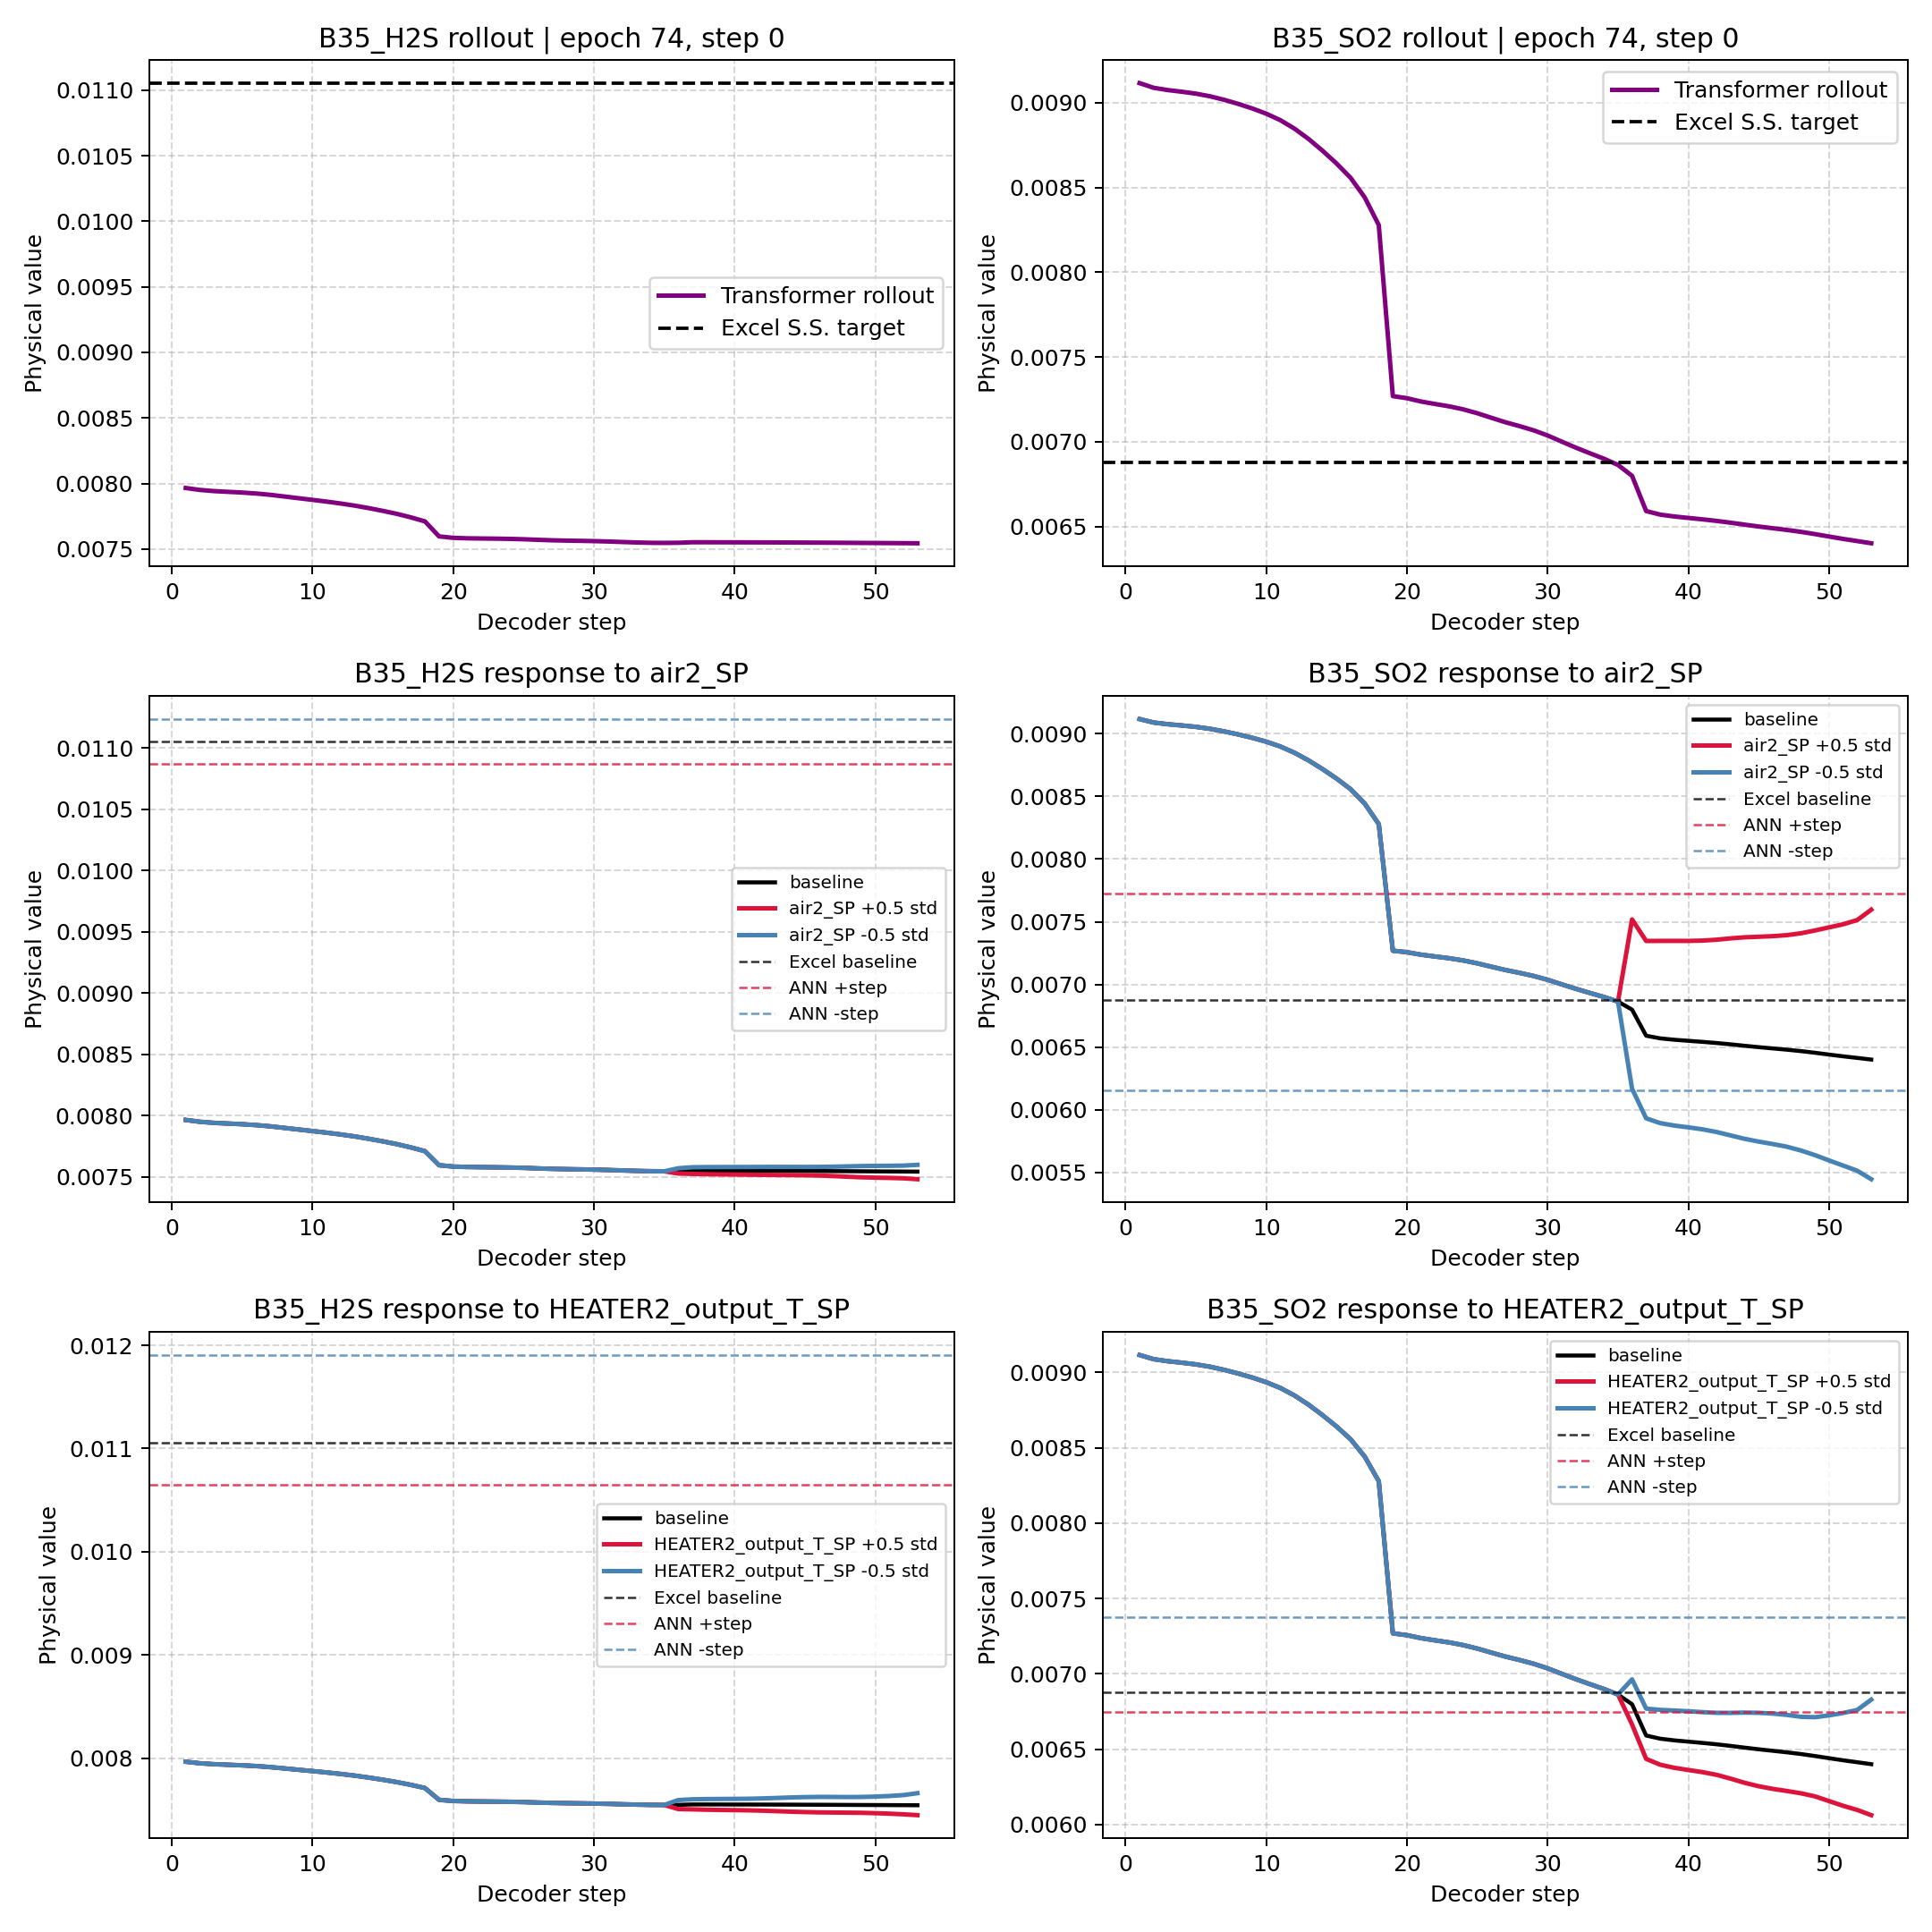 B35_H2S rollout | epoch 74, step 0
Physical value
0.0110
0.0105
0.0100
0.0095
0.0090
0.0085
0.0080
0.0075
Transformer rollout
Excel S.S. target
0 10 20 30 40 50
Decoder step
B35_SO2 rollout | epoch 74, step 0
Physical value
0.0090
0.0085
0.0080
0.0075
0.0070
0.0065
Transformer rollout
Excel S.S. target
0 10 20 30 40 50
Decoder step
B35_H2S response to air2_SP
Physical value
0.0110
0.0105
0.0100
0.0095
0.0090
0.0085
0.0080
0.0075
baseline
air2_SP +0.5 std
air2_SP -0.5 std
Excel baseline
ANN +step
ANN -step
0 10 20 30 40 50
Decoder step
B35_SO2 response to air2_SP
Physical value
0.0090
0.0085
0.0080
0.0075
0.0070
0.0065
0.0060
0.0055
baseline
air2_SP +0.5 std
air2_SP -0.5 std
Excel baseline
ANN +step
ANN -step
0 10 20 30 40 50
Decoder step
B35_H2S response to HEATER2_output_T_SP
Physical value
0.012
0.011
0.010
0.009
0.008
baseline
HEATER2_output_T_SP +0.5 std
HEATER2_output_T_SP -0.5 std
Excel baseline
ANN +step
ANN -step
0 10 20 30 40 50
Decoder step
B35_SO2 response to HEATER2_output_T_SP
Physical value
0.0090
0.0085
0.0080
0.0075
0.0070
0.0065
0.0060
baseline
HEATER2_output_T_SP +0.5 std
HEATER2_output_T_SP -0.5 std
Excel baseline
ANN +step
ANN -step
0 10 20 30 40 50
Decoder step